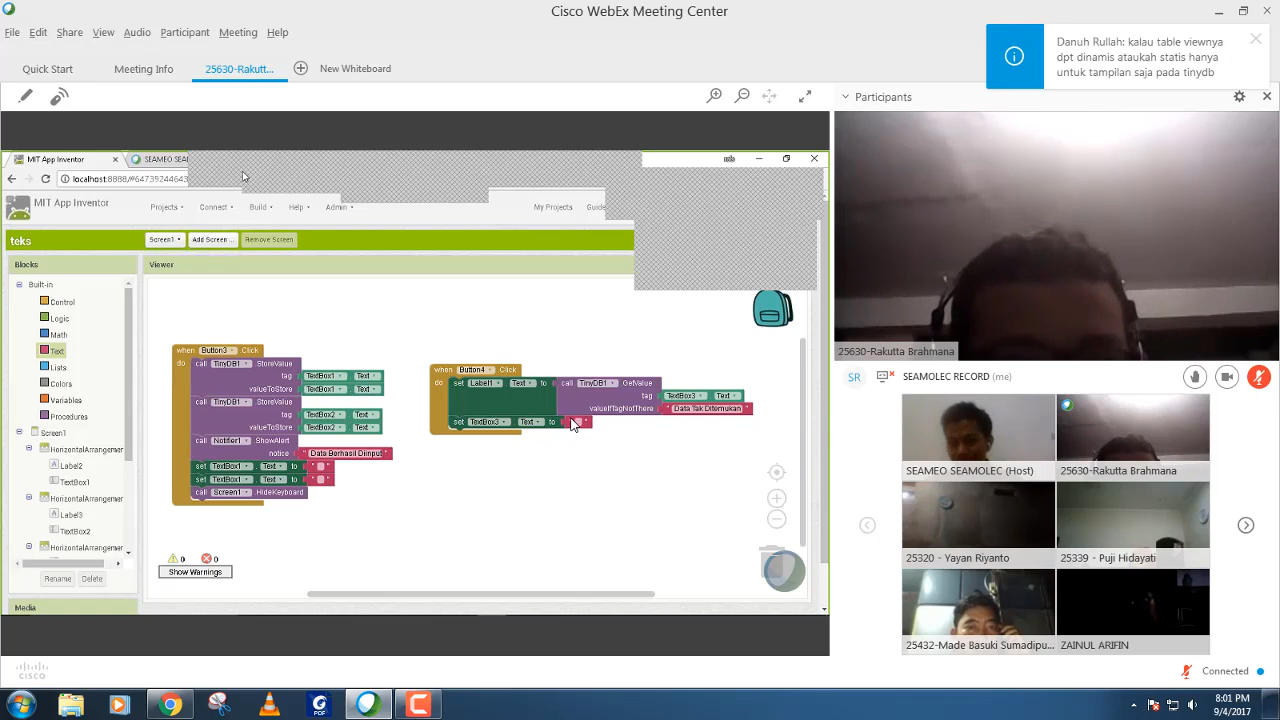 Cisco WebEx Meeting Center
File Edit Share View Audio Participant Meeting Help
Quick Start Meeting Info 25630-Rakutt... New Whiteboard
Danuh Rullah: kalau table viewnya
dpt dinamis ataukah statis hanya
untuk tampilan saja pada tinydb
Participants
MIT App Inventor
SEAMEO SEA
localhost:8888/#64739244643
MIT App Inventor
Projects Connect Build Help Admin My Projects Guide
teks
Screen1 Add Screen ... Remove Screen
Blocks
Viewer
Built-in
Control
Logic
Math
Text
Lists
Colors
Variables
Procedures
Screen1
HorizontalArrangemer
Label2
TextBox1
HorizontalArrangemer
Label3
TextBox2
HorizontalArrangemer
Rename Delete
Media
when Button3 .Click
do call TinyDB1 .StoreValue
tag TextBox1 . Text
valueToStore TextBox1 . Text
call TinyDB1 .StoreValue
tag TextBox2 . Text
valueToStore TextBox2 . Text
call Notifier1 .ShowAlert
notice " Data Berhasil Diinput "
set TextBox1 . Text to " "
set TextBox1 . Text to " "
call Screen1 .HideKeyboard
when Button4 .Click
do set Label1 . Text to call TinyDB1 .GetValue
tag TextBox3 . Text
valueIfTagNotThere " Data Tak Ditemukan "
set TextBox3 . Text to " "
0 0
Show Warnings
25630-Rakutta Brahmana
SR SEAMOLEC RECORD (me)
SEAMEO SEAMOLEC (Host)
25630-Rakutta Brahmana
25320 - Yayan Riyanto
25339 - Puji Hidayati
25432-Made Basuki Sumadipu...
ZAINUL ARIFIN
CISCO
Connected
PDF
8:01 PM
9/4/2017